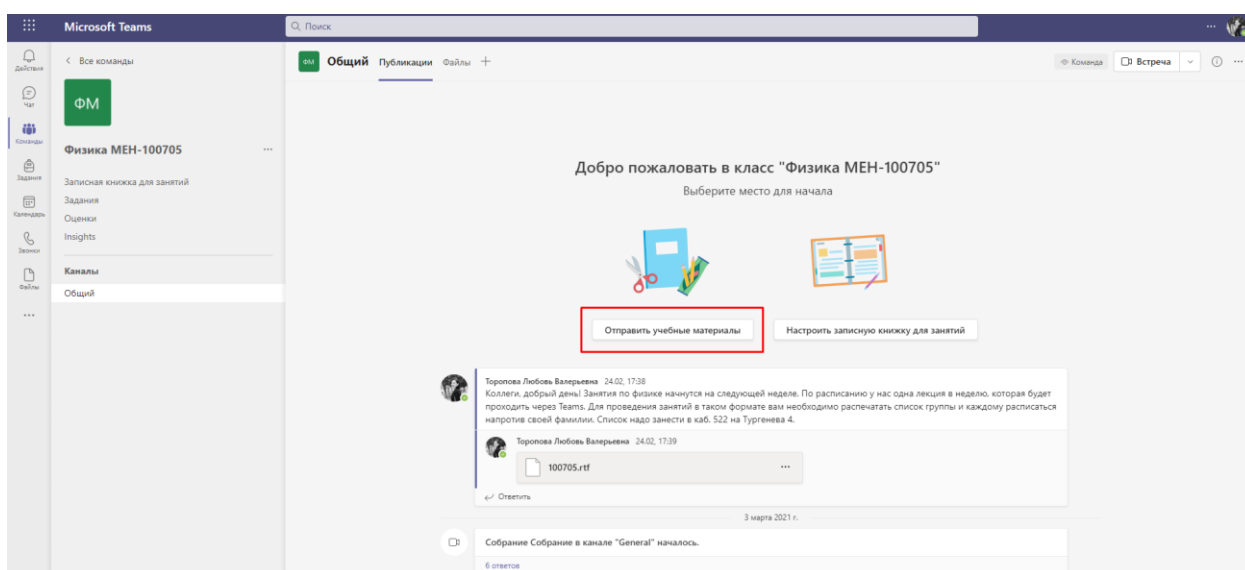 Microsoft Teams
Поиск
Действия
Чат
Команды
Задания
Календарь
Звонки
Файлы
Все команды
ФМ
Физика МЕН-100705
Записная книжка для занятий
Задания
Оценки
Insights
Каналы
Общий
ФМ Общий Публикации Файлы
Команда Встреча
Добро пожаловать в класс "Физика МЕН-100705"
Выберите место для начала
Отправить учебные материалы
Настроить записную книжку для занятий
Торопова Любовь Валерьевна 24.02, 17:38
Коллеги, добрый день! Занятия по физике начнутся на следующей неделе. По расписанию у нас одна лекция в неделю, которая будет
проходить через Teams. Для проведения занятий в таком формате вам необходимо распечатать список группы и каждому расписаться
напротив своей фамилии. Список надо занести в каб. 522 на Тургенева 4.
Торопова Любовь Валерьевна 24.02, 17:39
100705.rtf
Ответить
3 марта 2021 г.
Собрание Собрание в канале "General" началось.
6 ответов